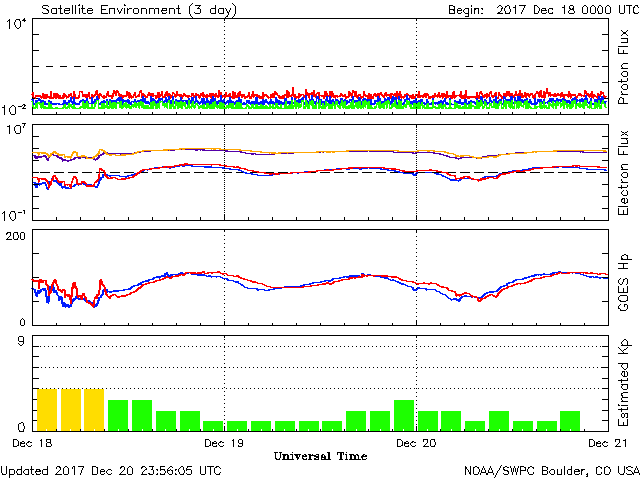 Satellite Environment (3 day)
Begin: 2017 Dec 18 0000 UTC
10⁴
10⁻²
Proton Flux
10⁷
10⁻¹
Electron Flux
200
0
GOES Hp
9
0
Estimated Kp
Dec 18 Dec 19 Dec 20 Dec 21
Universal Time
Updated 2017 Dec 20 23:56:05 UTC
NOAA/SWPC Boulder, CO USA